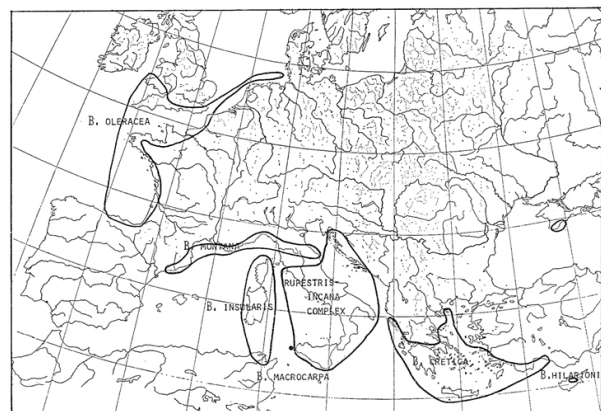 B. OLERACEA
B. MONTANA
B. INSULARIS
RUPESTRIS-
INCANA
COMPLEX
B. CRETICA
B. MACROCARPA
B. HILARIONI